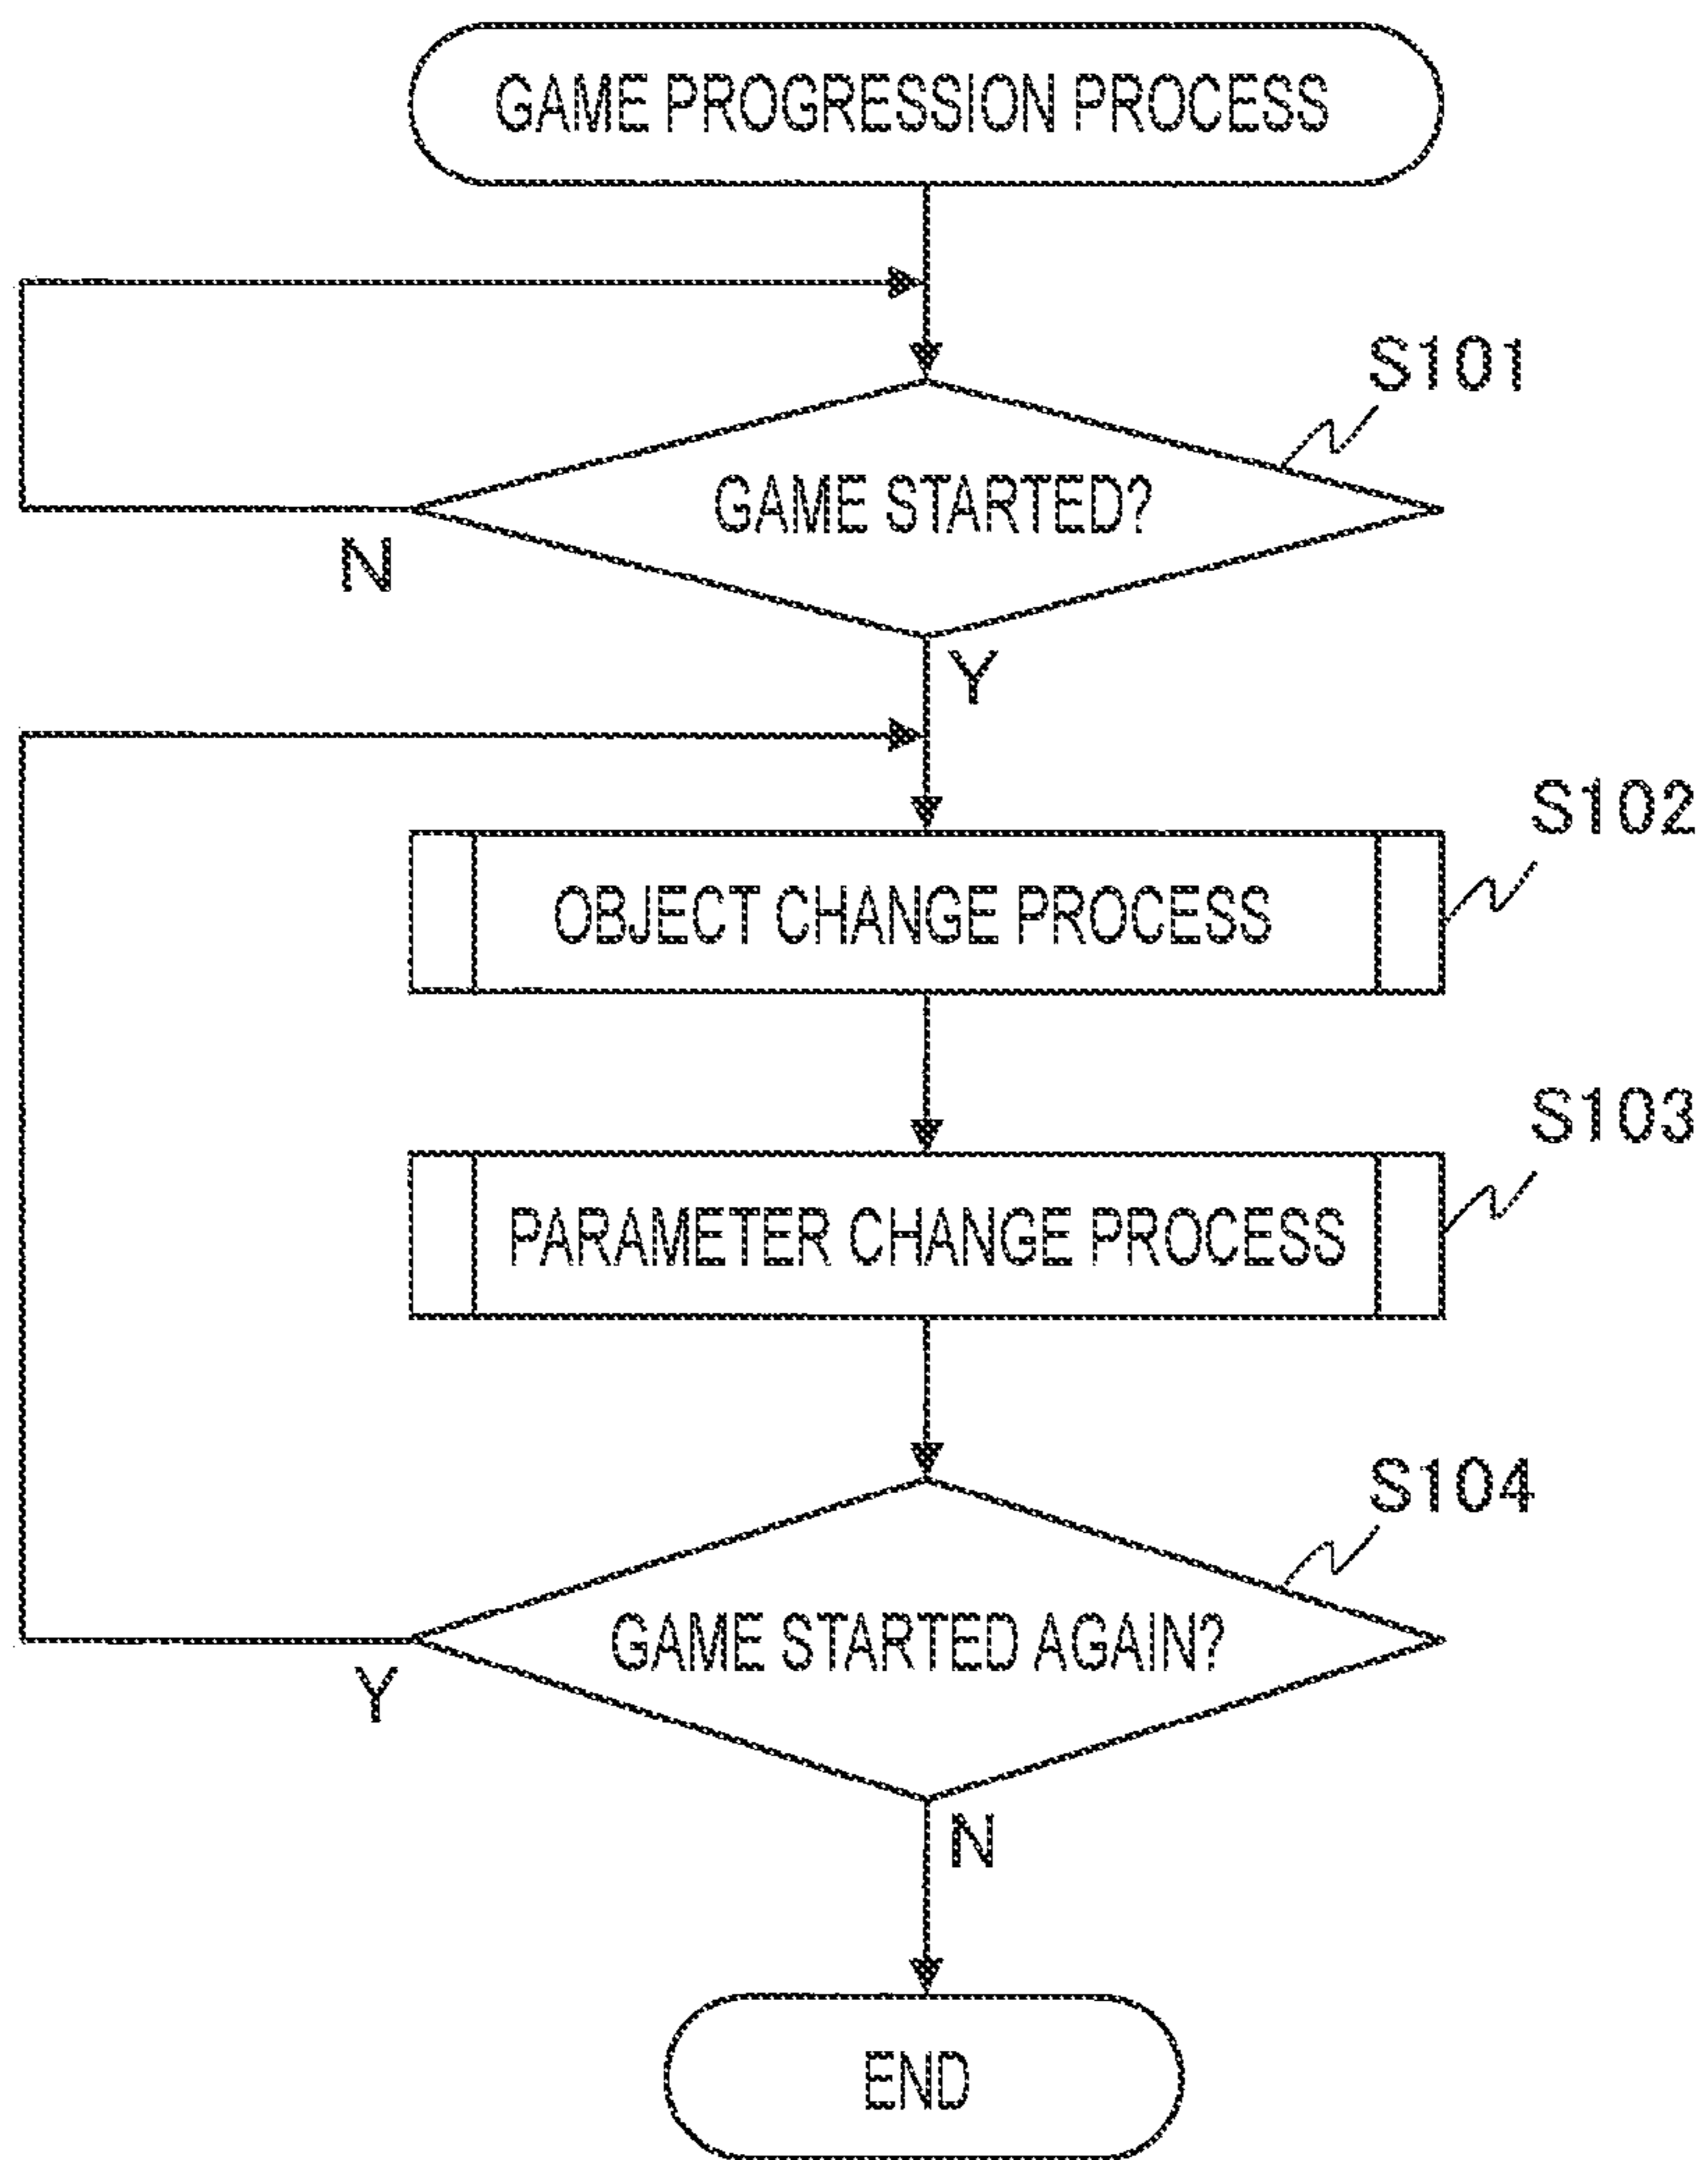 GAME PROGRESSION PROCESS
S101
GAME STARTED?
N
Y
S102
OBJECT CHANGE PROCESS
S103
PARAMETER CHANGE PROCESS
S104
GAME STARTED AGAIN?
Y
N
END